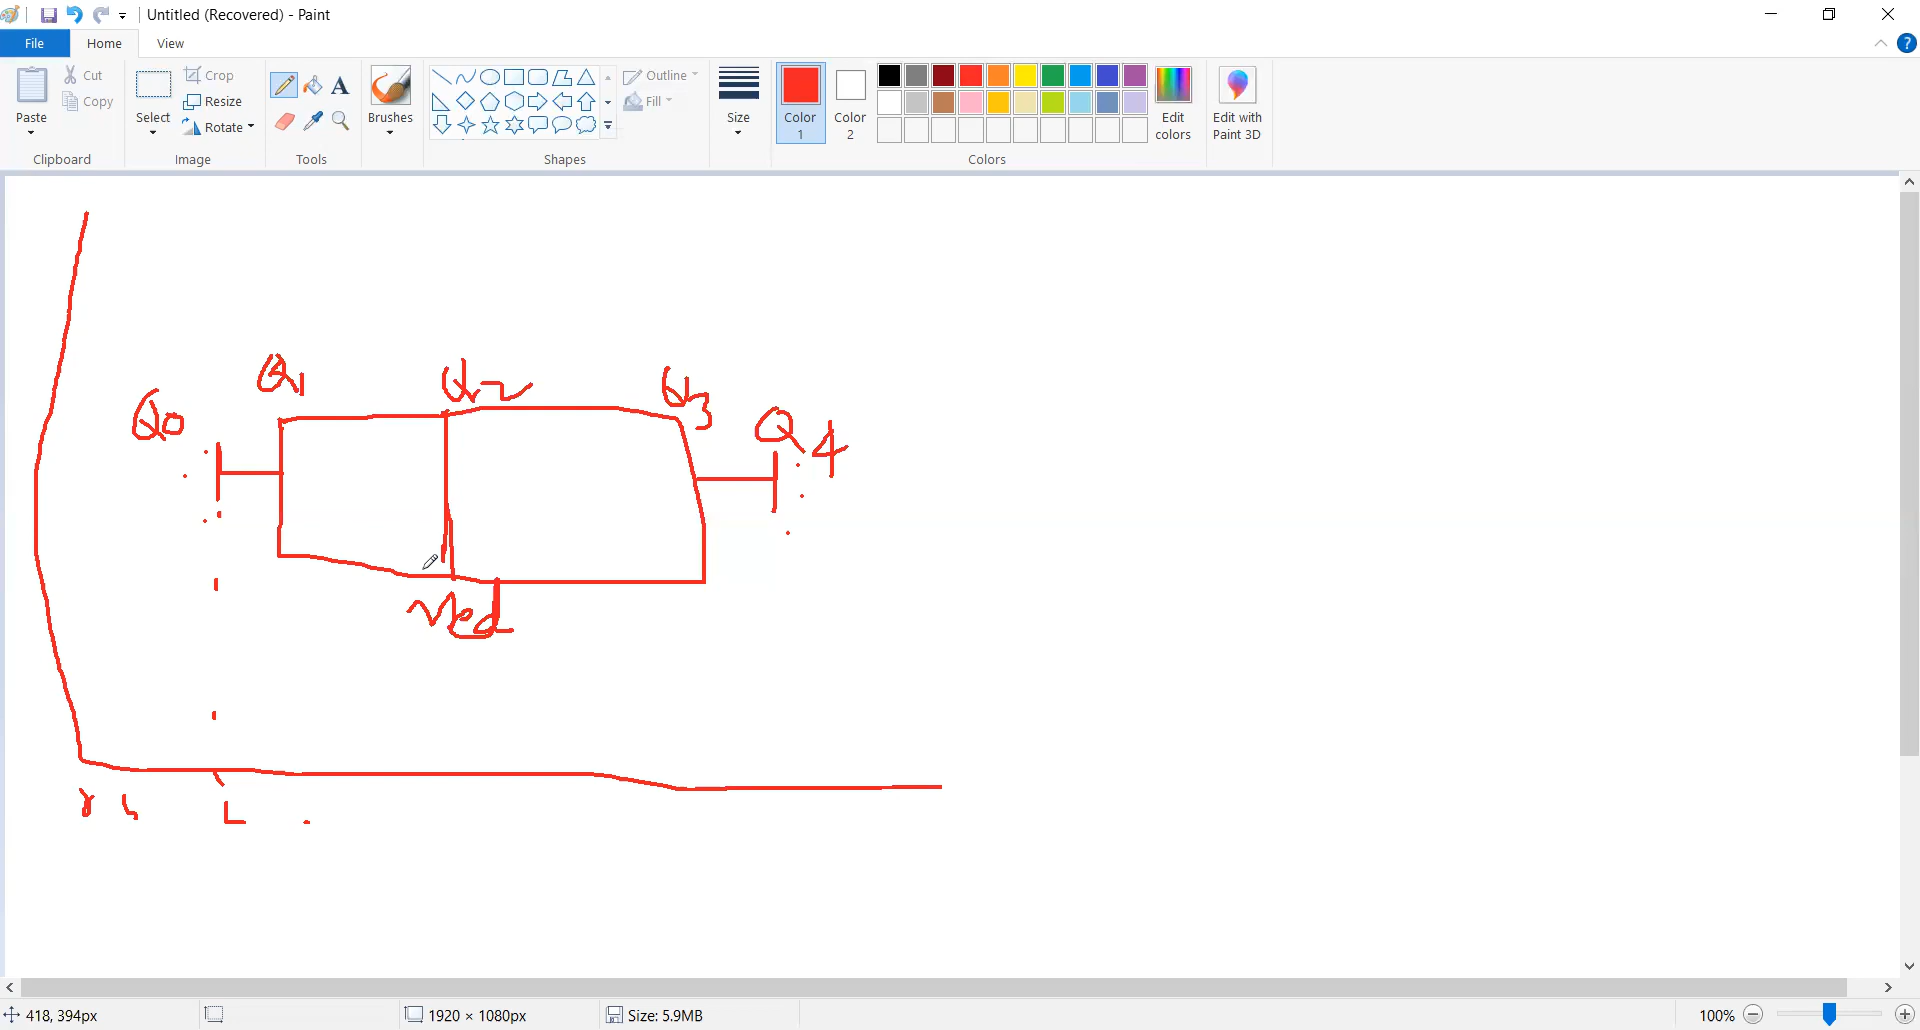 Untitled (Recovered) - Paint
File Home View
Paste
Cut
Copy
Clipboard
Select
Crop
Resize
Rotate
Image
A
Tools
Brushes
Shapes
Outline
Fill
Size
Color 1
Color 2
Edit colors
Colors
Edit with Paint 3D
Q0 Q1 Q2 Q3 Q4
Med
L
418, 394px
1920 × 1080px
Size: 5.9MB
100%